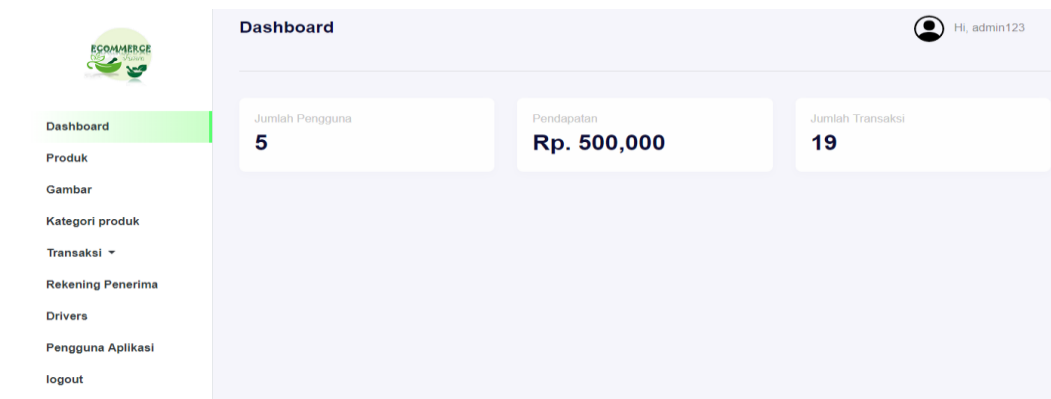 ECOMMERCE
Dashboard
Hi, admin123
Dashboard
Produk
Gambar
Kategori produk
Transaksi
Rekening Penerima
Drivers
Pengguna Aplikasi
logout
Jumlah Pengguna
5
Pendapatan
Rp. 500,000
Jumlah Transaksi
19